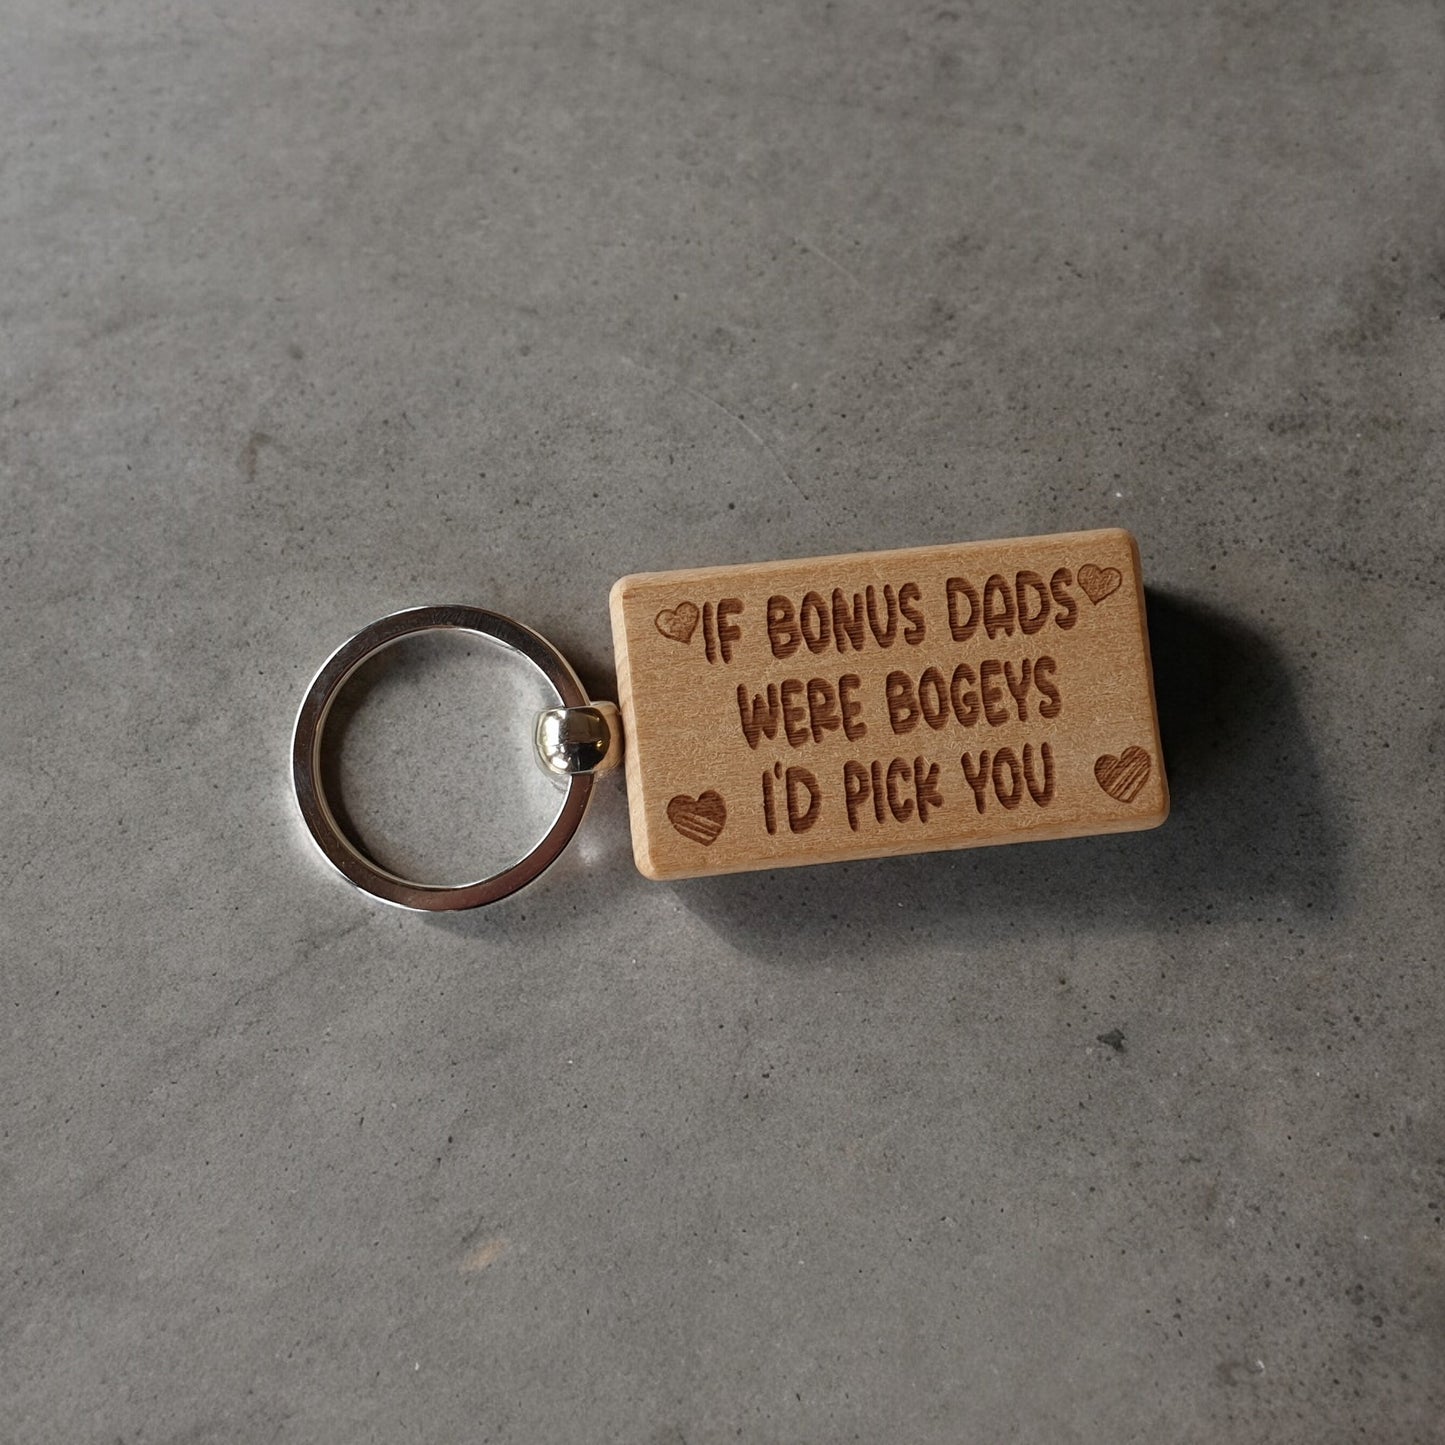 IF BONUS DADS
WERE BOGEYS
I'D PICK YOU